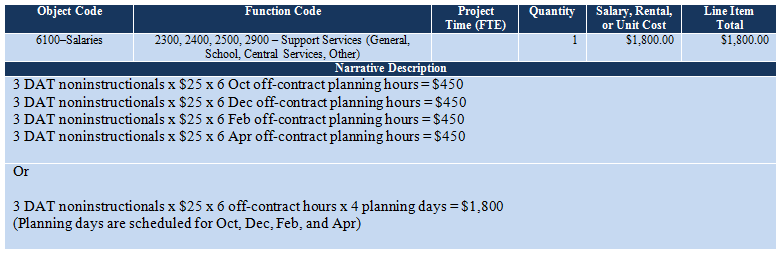 Object Code Function Code Project Quantity Salary, Rental, Line Item
Time (FTE) or Unit Cost Total
6100–Salaries 2300, 2400, 2500, 2900 – Support Services (General, 1 $1,800.00 $1,800.00
School, Central Services, Other)
Narrative Description
3 DAT noninstructionals x $25 x 6 Oct off-contract planning hours = $450
3 DAT noninstructionals x $25 x 6 Dec off-contract planning hours = $450
3 DAT noninstructionals x $25 x 6 Feb off-contract planning hours = $450
3 DAT noninstructionals x $25 x 6 Apr off-contract planning hours = $450
Or
3 DAT noninstructionals x $25 x 6 off-contract hours x 4 planning days = $1,800
(Planning days are scheduled for Oct, Dec, Feb, and Apr)